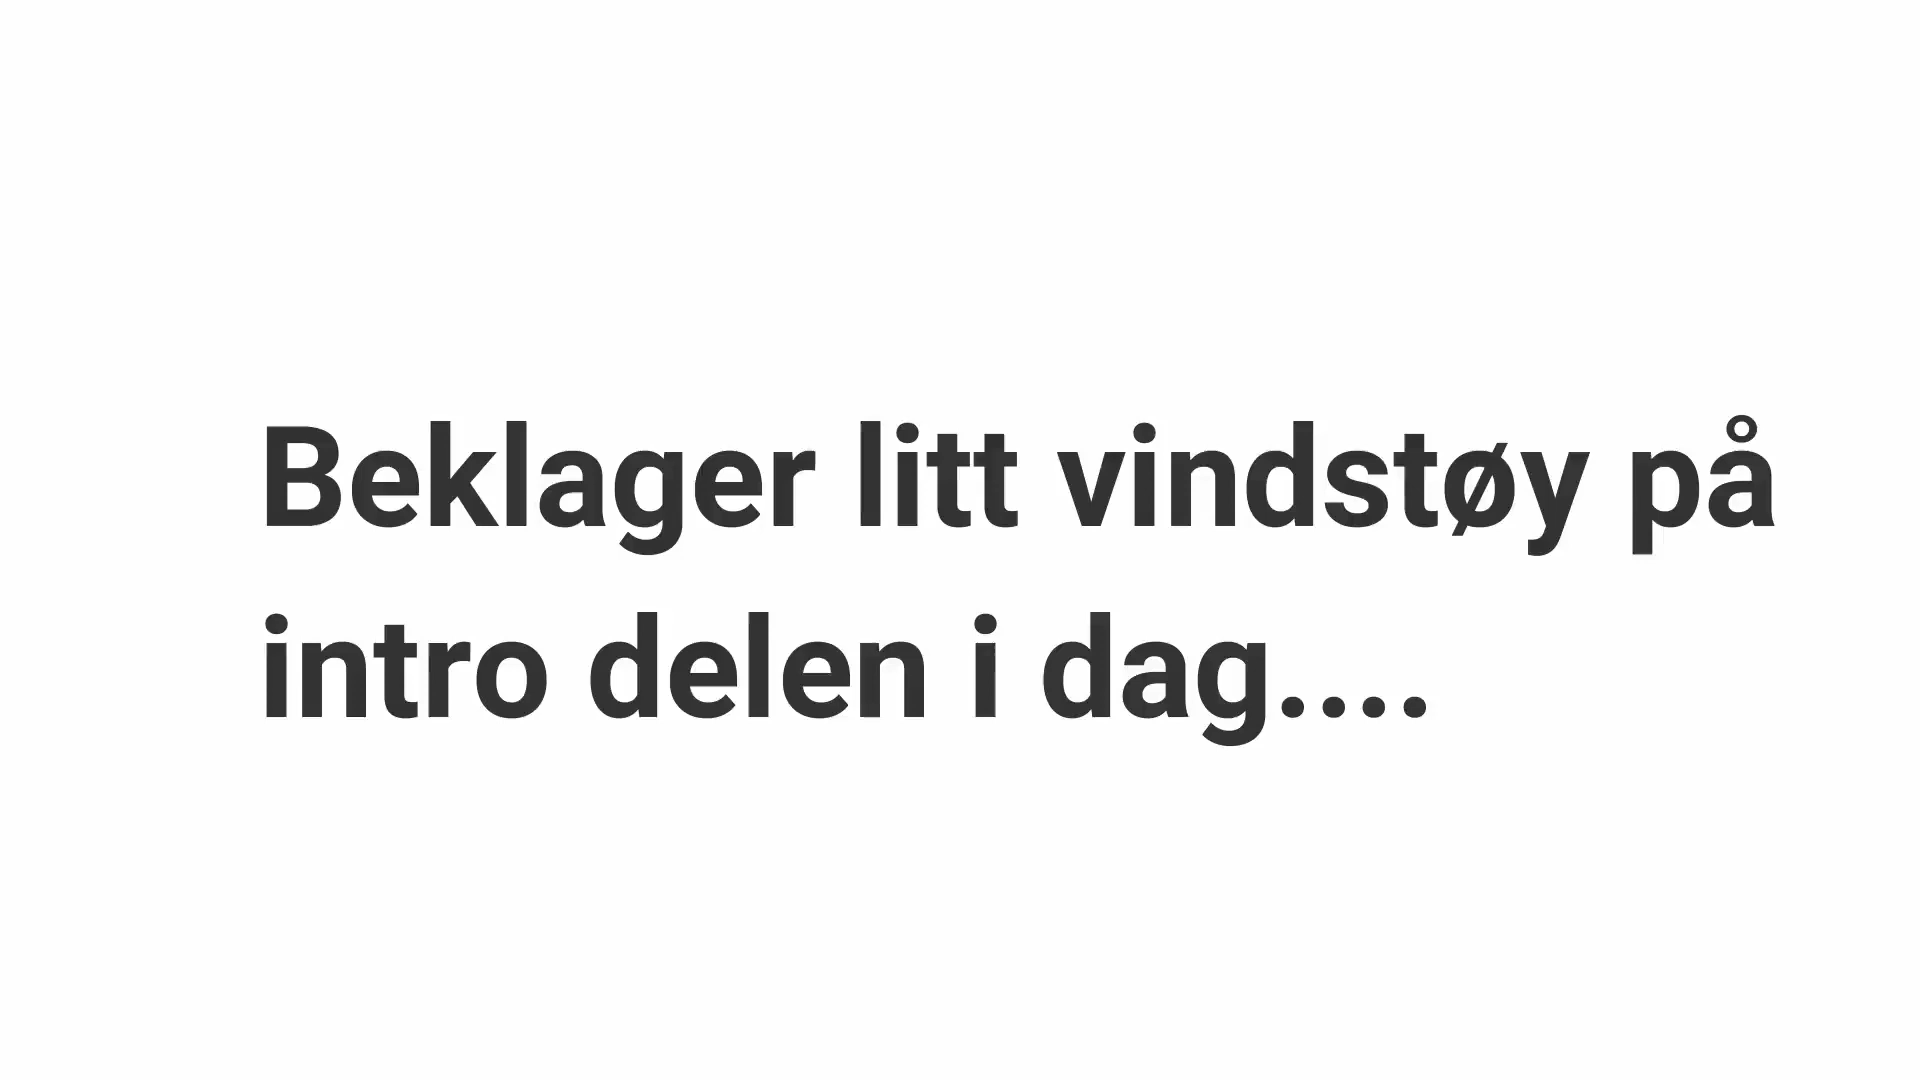 Beklager litt vindstøy på
intro delen i dag....